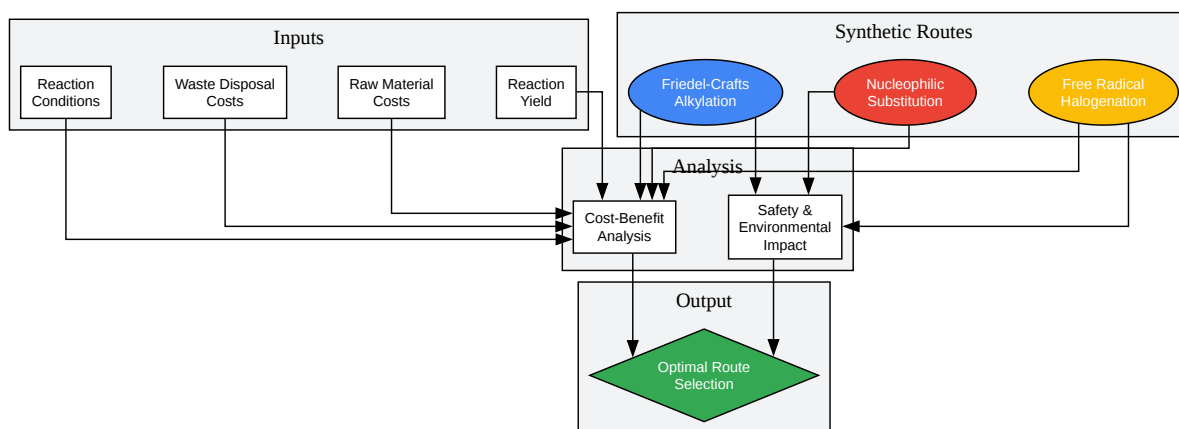 Inputs
Reaction
Conditions
Waste Disposal
Costs
Raw Material
Costs
Reaction
Yield
Synthetic Routes
Friedel-Crafts
Alkylation
Nucleophilic
Substitution
Free Radical
Halogenation
Analysis
Cost-Benefit
Analysis
Safety &
Environmental
Impact
Output
Optimal Route
Selection